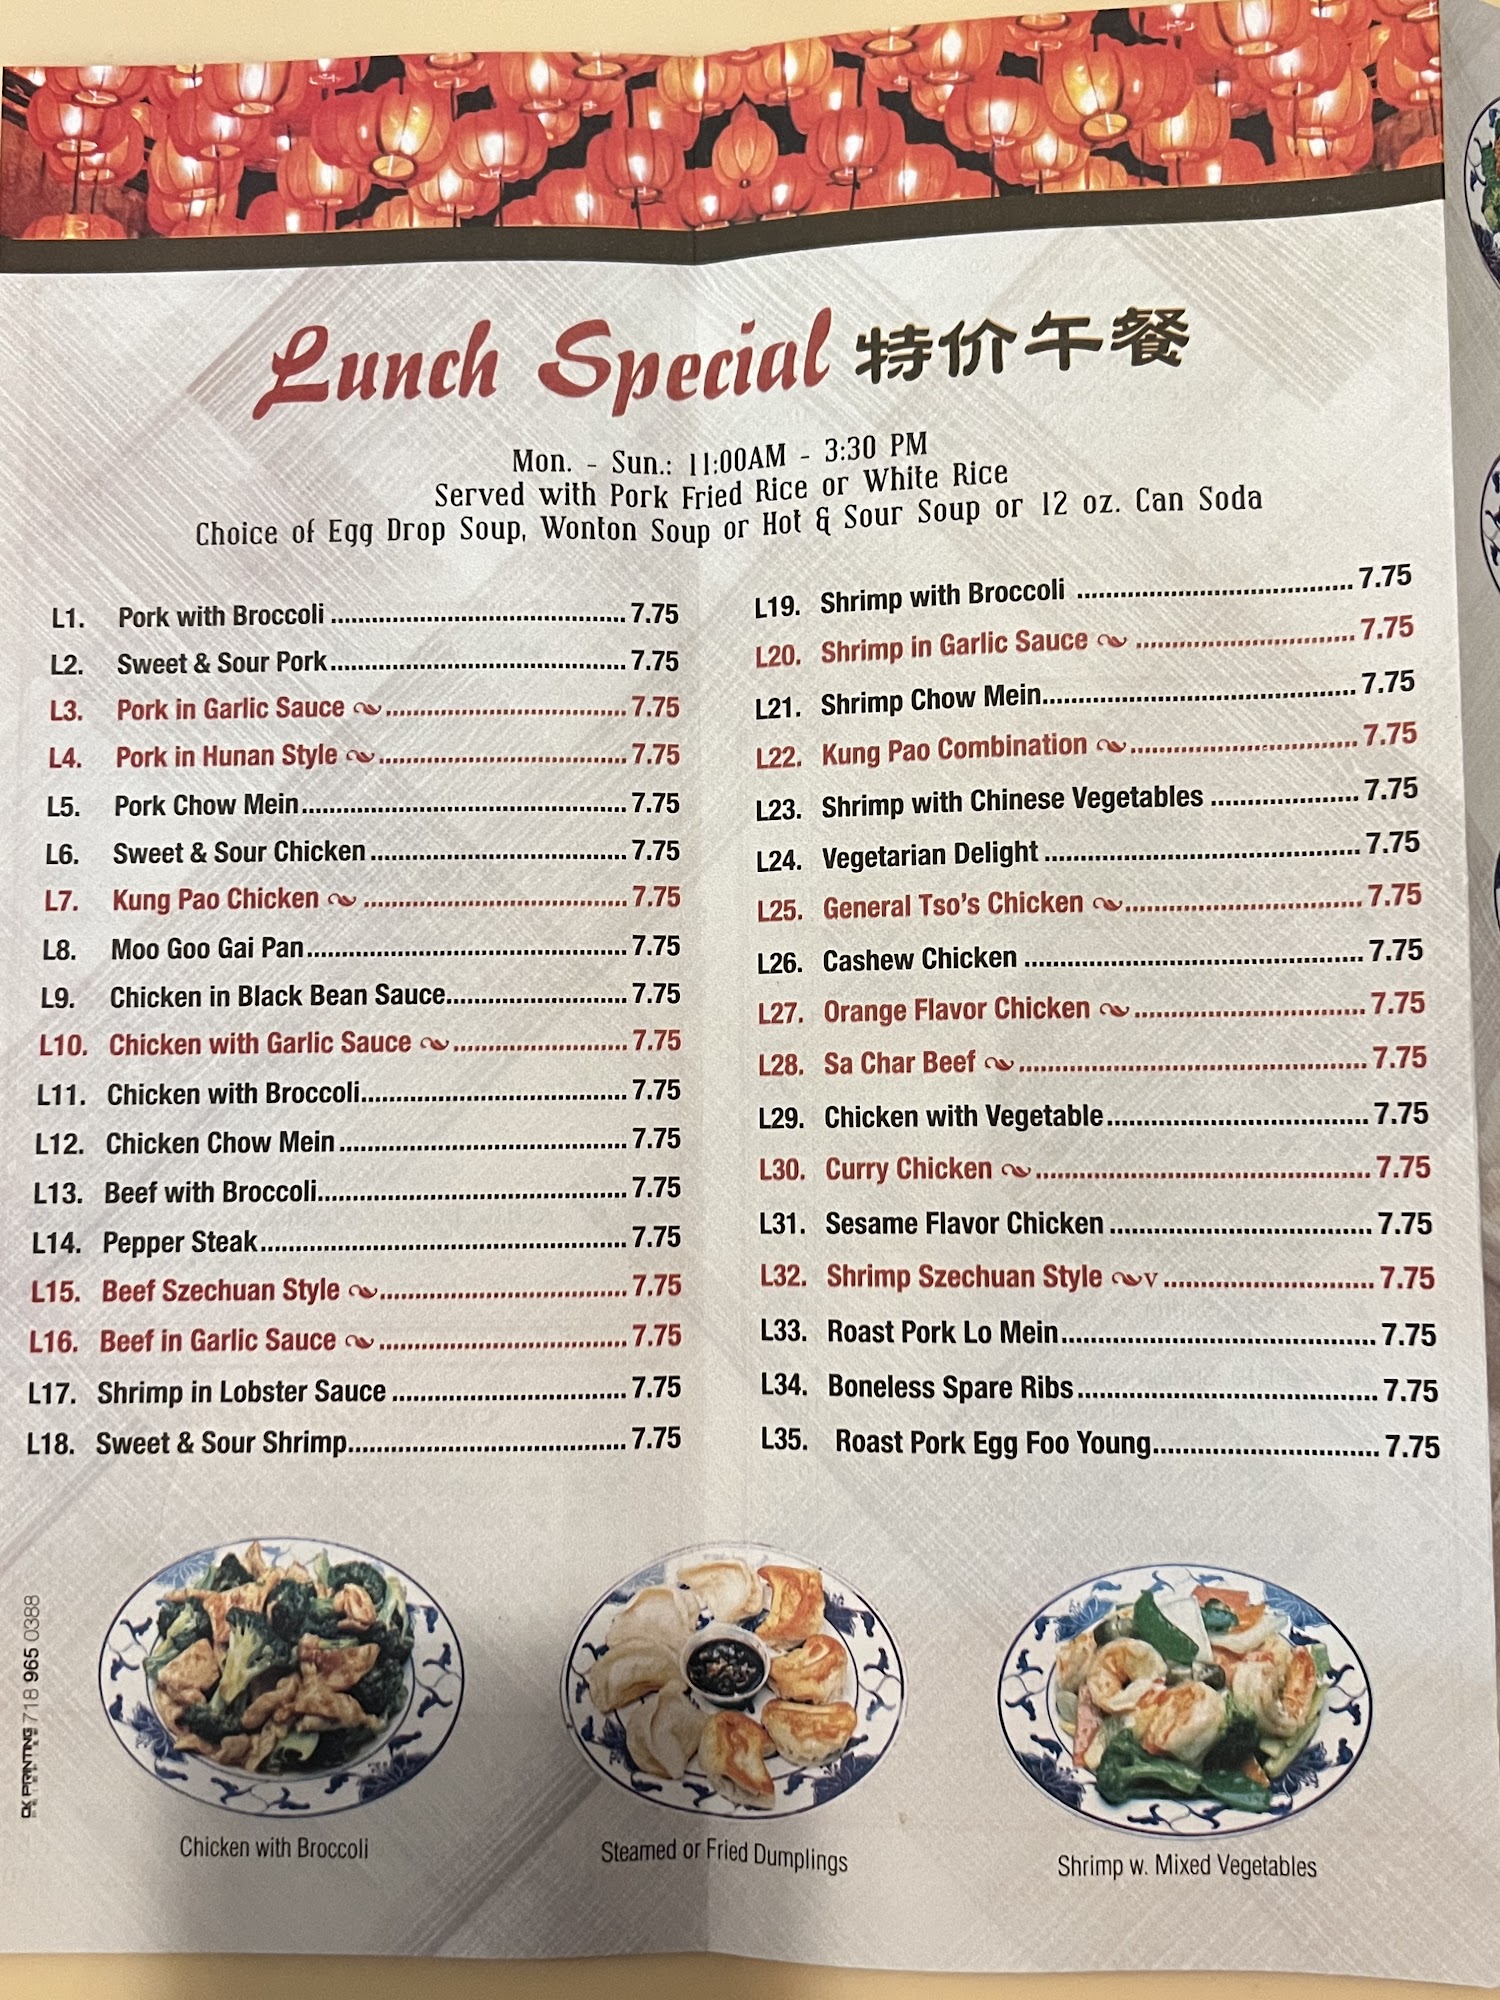 Lunch Special 特价午餐
Mon. - Sun.: 11:00AM - 3:30 PM
Served with Pork Fried Rice or White Rice
Choice of Egg Drop Soup, Wonton Soup or Hot & Sour Soup or 12 oz. Can Soda
L1. Pork with Broccoli 7.75
L2. Sweet & Sour Pork 7.75
L3. Pork in Garlic Sauce 7.75
L4. Pork in Hunan Style 7.75
L5. Pork Chow Mein 7.75
L6. Sweet & Sour Chicken 7.75
L7. Kung Pao Chicken 7.75
L8. Moo Goo Gai Pan 7.75
L9. Chicken in Black Bean Sauce 7.75
L10. Chicken with Garlic Sauce 7.75
L11. Chicken with Broccoli 7.75
L12. Chicken Chow Mein 7.75
L13. Beef with Broccoli 7.75
L14. Pepper Steak 7.75
L15. Beef Szechuan Style 7.75
L16. Beef in Garlic Sauce 7.75
L17. Shrimp in Lobster Sauce 7.75
L18. Sweet & Sour Shrimp 7.75
L19. Shrimp with Broccoli 7.75
L20. Shrimp in Garlic Sauce 7.75
L21. Shrimp Chow Mein 7.75
L22. Kung Pao Combination 7.75
L23. Shrimp with Chinese Vegetables 7.75
L24. Vegetarian Delight 7.75
L25. General Tso's Chicken 7.75
L26. Cashew Chicken 7.75
L27. Orange Flavor Chicken 7.75
L28. Sa Char Beef 7.75
L29. Chicken with Vegetable 7.75
L30. Curry Chicken 7.75
L31. Sesame Flavor Chicken 7.75
L32. Shrimp Szechuan Style v 7.75
L33. Roast Pork Lo Mein 7.75
L34. Boneless Spare Ribs 7.75
L35. Roast Pork Egg Foo Young 7.75
Chicken with Broccoli
Steamed or Fried Dumplings
Shrimp w. Mixed Vegetables
CK PRINTING 718 965 0388